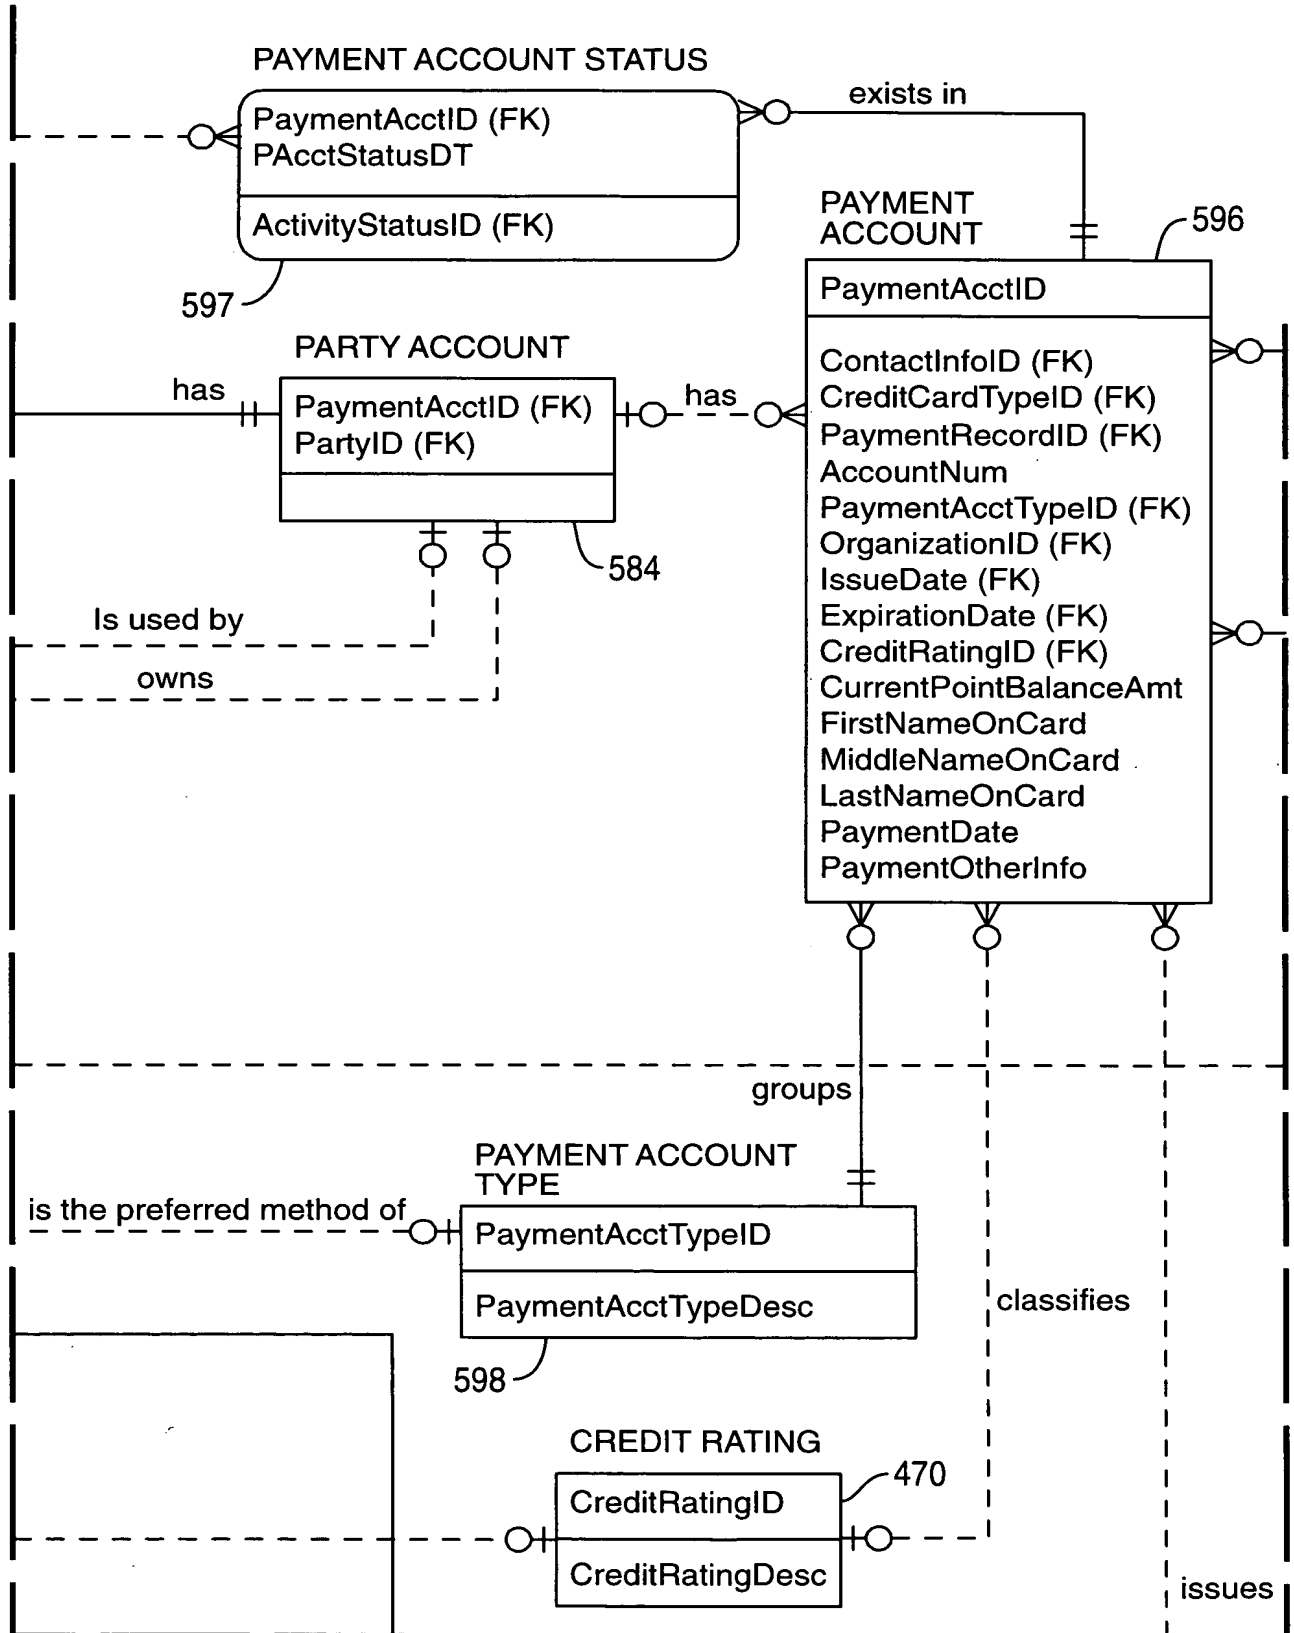 PAYMENT ACCOUNT STATUS
PaymentAcctID (FK)
PAcctStatusDT
ActivityStatusID (FK)
597
exists in
PAYMENT
ACCOUNT
596
PaymentAcctID
ContactInfoID (FK)
CreditCardTypeID (FK)
PaymentRecordID (FK)
AccountNum
PaymentAcctTypeID (FK)
OrganizationID (FK)
IssueDate (FK)
ExpirationDate (FK)
CreditRatingID (FK)
CurrentPointBalanceAmt
FirstNameOnCard
MiddleNameOnCard
LastNameOnCard
PaymentDate
PaymentOtherInfo
PARTY ACCOUNT
has
PaymentAcctID (FK)
PartyID (FK)
has
584
Is used by
owns
groups
PAYMENT ACCOUNT
TYPE
is the preferred method of
PaymentAcctTypeID
PaymentAcctTypeDesc
598
classifies
CREDIT RATING
470
CreditRatingID
CreditRatingDesc
issues